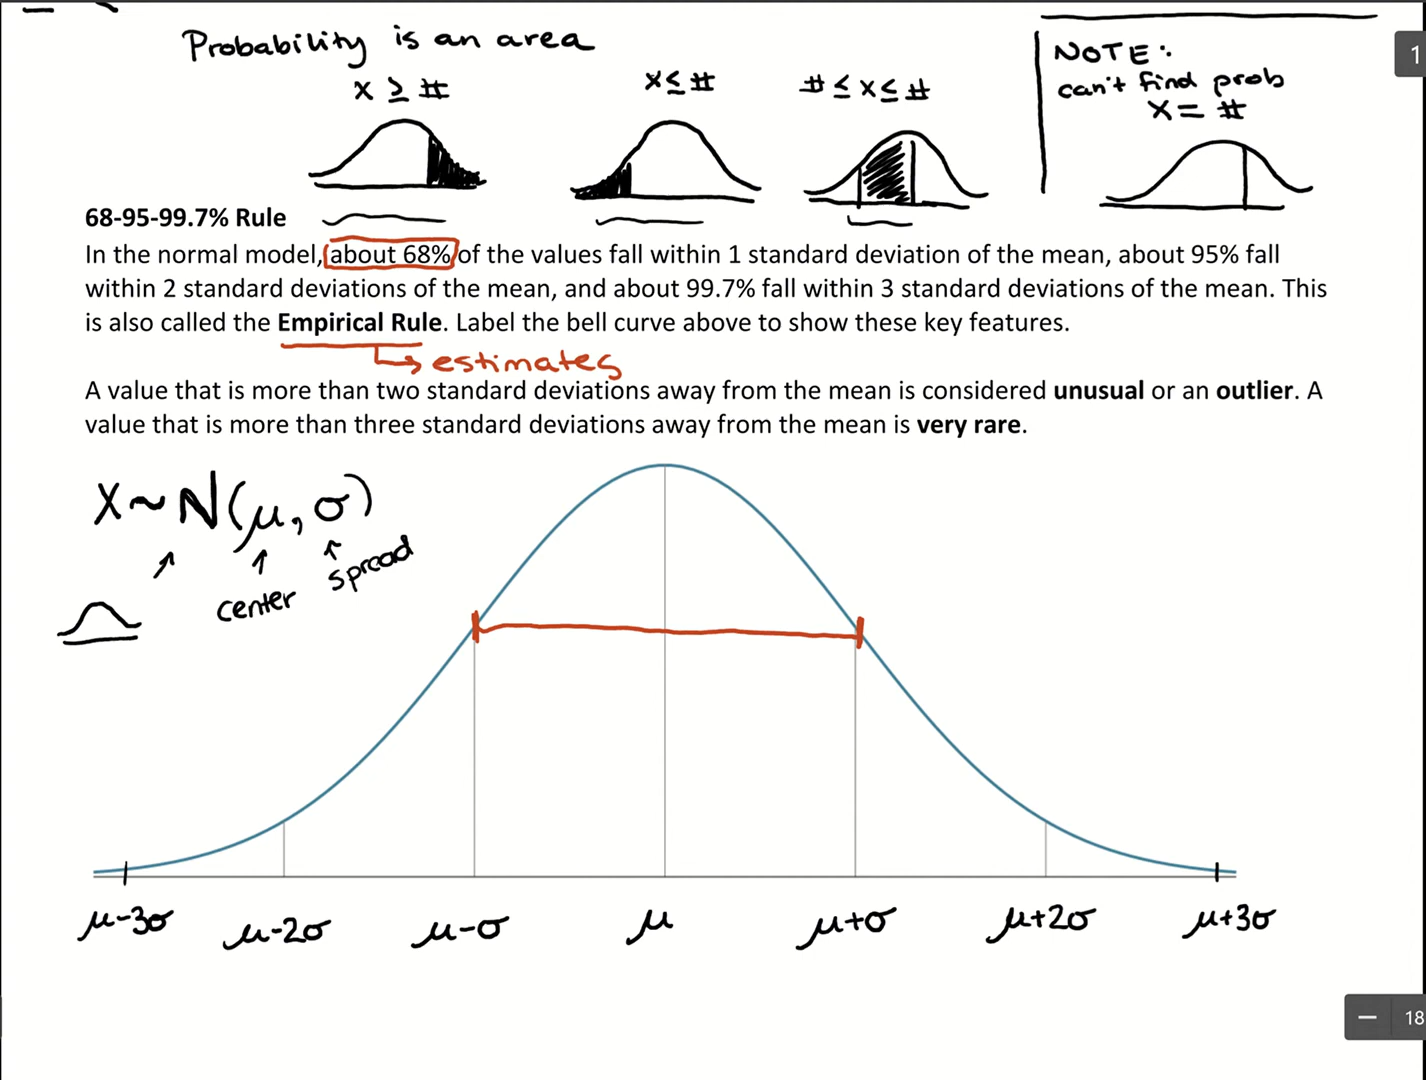 Probability is an area
x ≥ #
x ≤ #
# ≤ x ≤ #
NOTE:
can't find prob
x = #
1
68-95-99.7% Rule
In the normal model, about 68% of the values fall within 1 standard deviation of the mean, about 95% fall
within 2 standard deviations of the mean, and about 99.7% fall within 3 standard deviations of the mean. This
is also called the Empirical Rule. Label the bell curve above to show these key features.
estimates
A value that is more than two standard deviations away from the mean is considered unusual or an outlier. A
value that is more than three standard deviations away from the mean is very rare.
X~N(μ, σ)
center
spread
μ-3σ μ-2σ μ-σ μ μ+σ μ+2σ μ+3σ
18